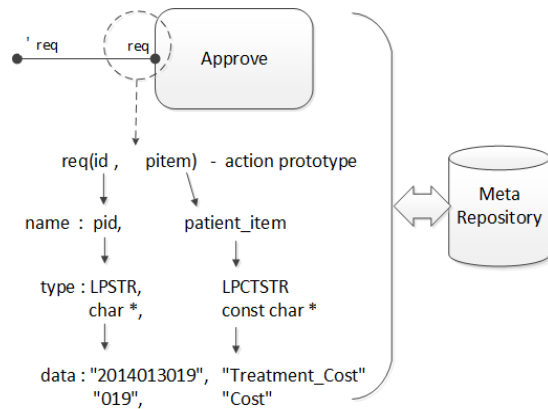 ' req
req
Approve
req(id , pitem) - action prototype
name : pid, patient_item
type : LPSTR, LPCTSTR
char *, const char *
data : "2014013019", "Treatment_Cost"
"019", "Cost"
Meta
Repository